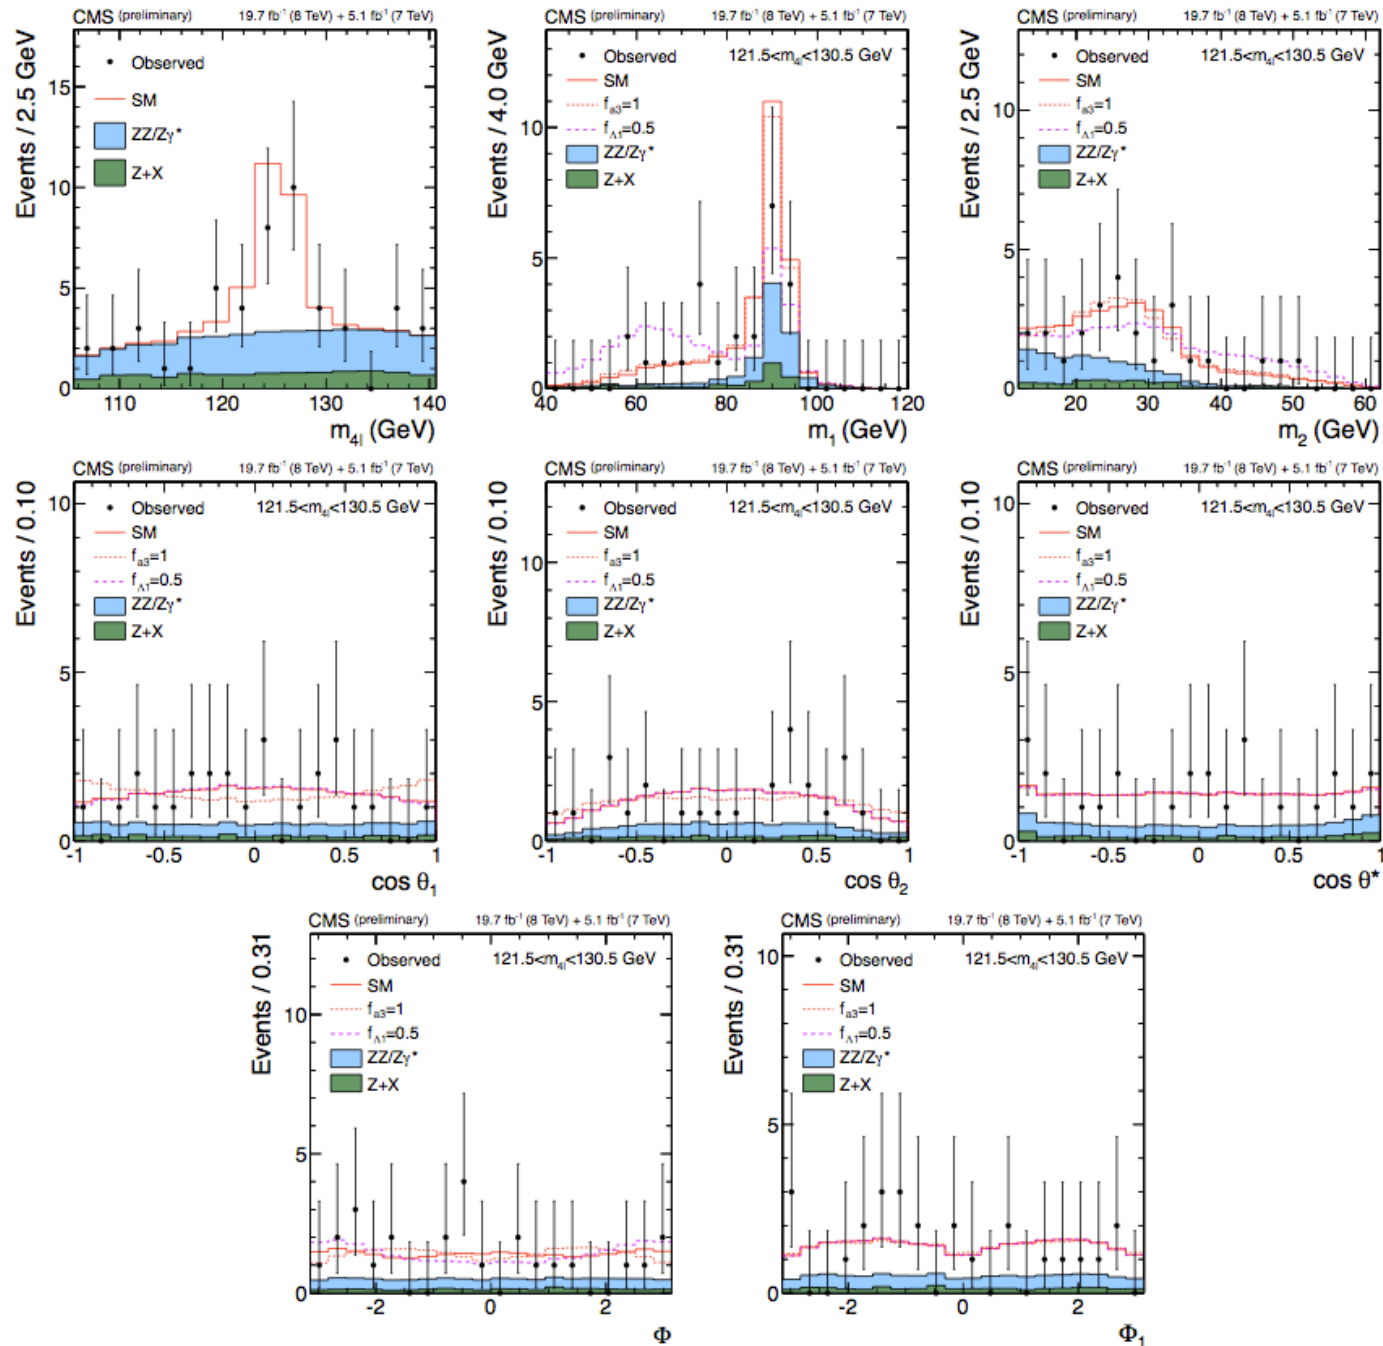 CMS (preliminary) 19.7 fb⁻¹ (8 TeV) + 5.1 fb⁻¹ (7 TeV)
Events / 2.5 GeV
Observed
SM
ZZ/Zγ*
Z+X
15
10
5
0
110 120 130 140
m4l (GeV)
CMS (preliminary) 19.7 fb⁻¹ (8 TeV) + 5.1 fb⁻¹ (7 TeV)
Events / 4.0 GeV
Observed 121.5<m4l<130.5 GeV
SM
fa3=1
fΛ1=0.5
ZZ/Zγ*
Z+X
10
5
0
40 60 80 100 120
m1 (GeV)
CMS (preliminary) 19.7 fb⁻¹ (8 TeV) + 5.1 fb⁻¹ (7 TeV)
Events / 2.5 GeV
Observed 121.5<m4l<130.5 GeV
SM
fa3=1
fΛ1=0.5
ZZ/Zγ*
Z+X
10
5
0
20 30 40 50 60
m2 (GeV)
CMS (preliminary) 19.7 fb⁻¹ (8 TeV) + 5.1 fb⁻¹ (7 TeV)
Events / 0.10
Observed 121.5<m4l<130.5 GeV
SM
fa3=1
fΛ1=0.5
ZZ/Zγ*
Z+X
10
5
0
-1 -0.5 0 0.5 1
cos θ1
CMS (preliminary) 19.7 fb⁻¹ (8 TeV) + 5.1 fb⁻¹ (7 TeV)
Events / 0.10
Observed 121.5<m4l<130.5 GeV
SM
fa3=1
fΛ1=0.5
ZZ/Zγ*
Z+X
10
5
0
-1 -0.5 0 0.5 1
cos θ2
CMS (preliminary) 19.7 fb⁻¹ (8 TeV) + 5.1 fb⁻¹ (7 TeV)
Events / 0.10
Observed 121.5<m4l<130.5 GeV
SM
fa3=1
fΛ1=0.5
ZZ/Zγ*
Z+X
10
5
0
-1 -0.5 0 0.5 1
cos θ*
CMS (preliminary) 19.7 fb⁻¹ (8 TeV) + 5.1 fb⁻¹ (7 TeV)
Events / 0.31
Observed 121.5<m4l<130.5 GeV
SM
fa3=1
fΛ1=0.5
ZZ/Zγ*
Z+X
10
5
0
-2 0 2
Φ
CMS (preliminary) 19.7 fb⁻¹ (8 TeV) + 5.1 fb⁻¹ (7 TeV)
Events / 0.31
Observed 121.5<m4l<130.5 GeV
SM
fa3=1
fΛ1=0.5
ZZ/Zγ*
Z+X
10
5
0
-2 0 2
Φ1